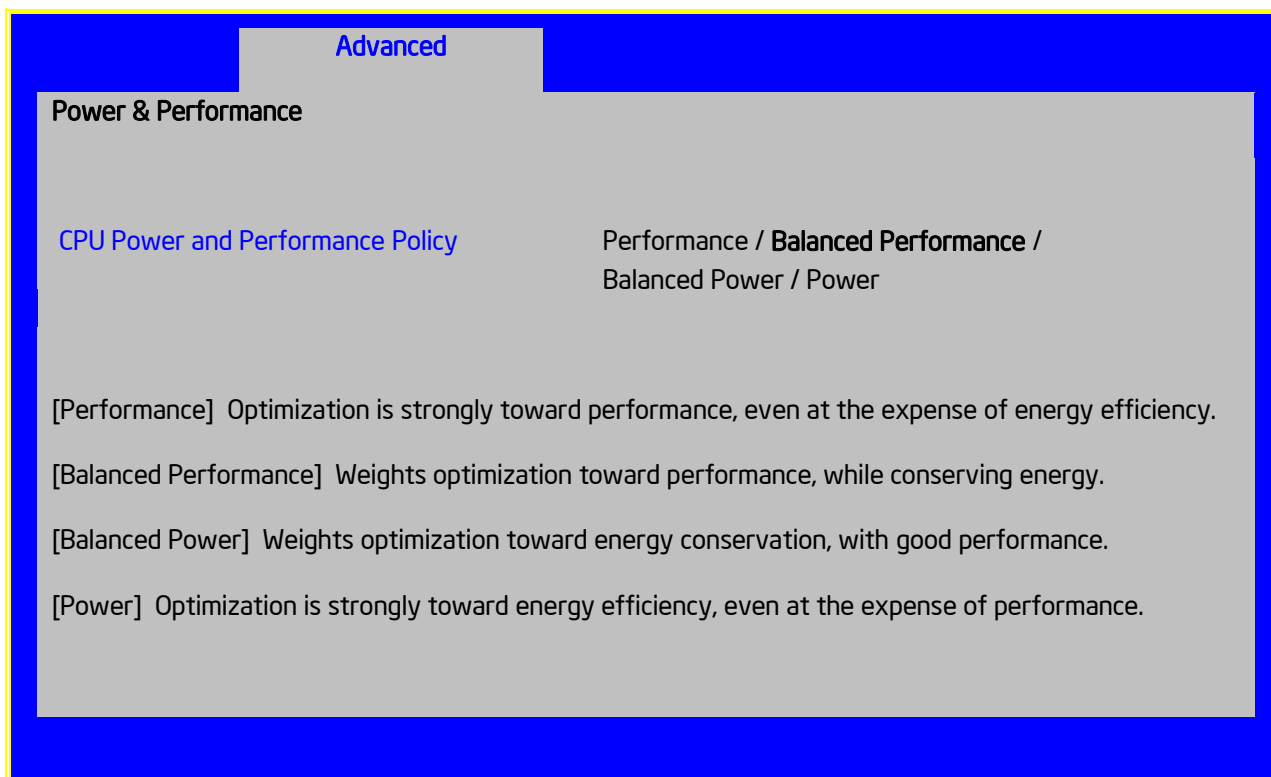 Advanced
Power & Performance
CPU Power and Performance Policy Performance / Balanced Performance /
Balanced Power / Power
[Performance] Optimization is strongly toward performance, even at the expense of energy efficiency.
[Balanced Performance] Weights optimization toward performance, while conserving energy.
[Balanced Power] Weights optimization toward energy conservation, with good performance.
[Power] Optimization is strongly toward energy efficiency, even at the expense of performance.